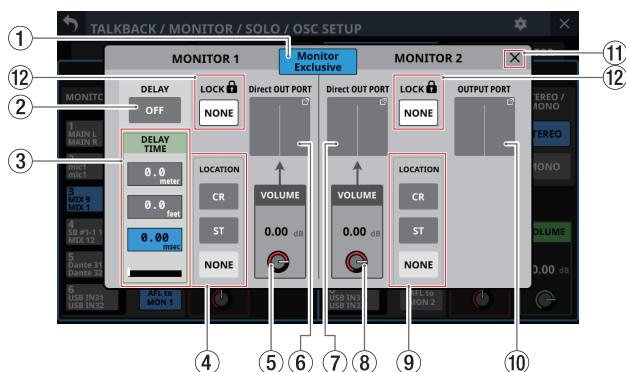 TALKBACK / MONITOR / SOLO / OSC SETUP
1
MONITOR 1
Monitor
Exclusive
MONITOR 2
11
12
DELAY
LOCK
Direct OUT PORT
Direct OUT PORT
LOCK
OUTPUT PORT
12
2
OFF
NONE
NONE
MONITO
STEREO /
MONO
1
MAIN L
MAIN R
STEREO
3
DELAY
TIME
mic1
mic1
0.0
meter
LOCATION
VOLUME
VOLUME
LOCATION
MONO
3
MIX 9
MIX 1
0.0
feet
CR
CR
4
SB #1-1 1
MIX 12
0.00
msec
ST
0.00 dB
0.00 dB
ST
VOLUME
5
Dante 31
Dante 32
NONE
NONE
0.00 dB
6
USB IN31
USB IN32
AFL to
MON 1
USB IN31
USB IN32
AFL to
MON 2
4
5
6
7
8
9
10